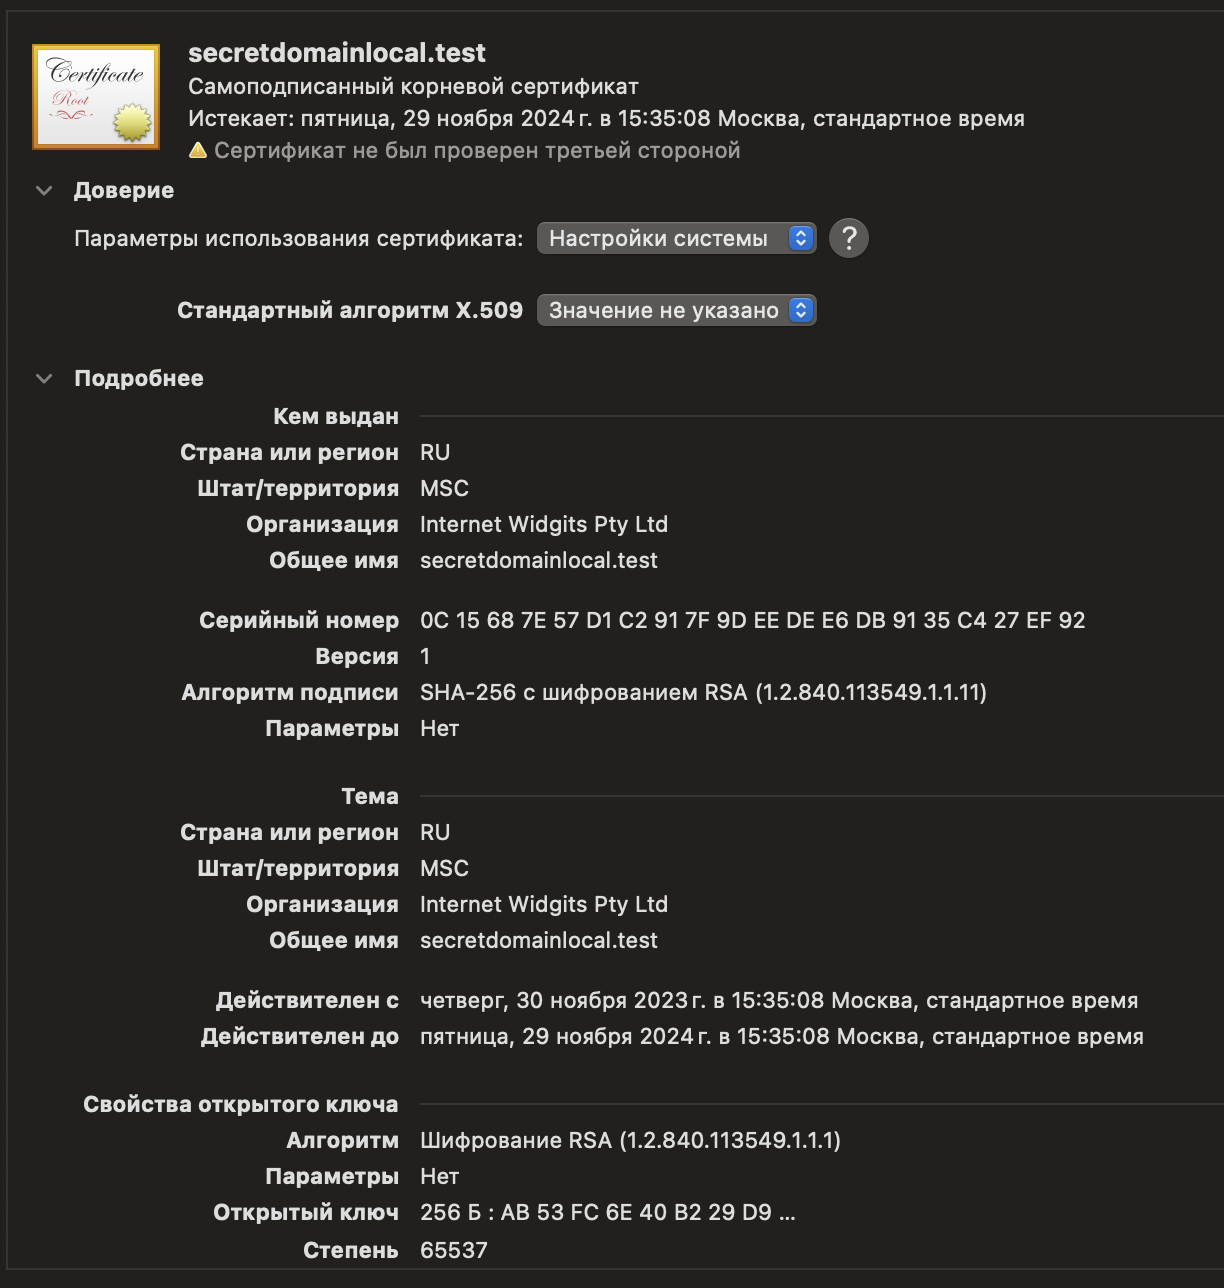 Certificate
Root
secretdomainlocal.test
Самоподписанный корневой сертификат
Истекает: пятница, 29 ноября 2024 г. в 15:35:08 Москва, стандартное время
Сертификат не был проверен третьей стороной
Доверие
Параметры использования сертификата: Настройки системы ?
Стандартный алгоритм X.509 Значение не указано
Подробнее
Кем выдан
Страна или регион RU
Штат/территория MSC
Организация Internet Widgits Pty Ltd
Общее имя secretdomainlocal.test
Серийный номер 0C 15 68 7E 57 D1 C2 91 7F 9D EE DE E6 DB 91 35 C4 27 EF 92
Версия 1
Алгоритм подписи SHA-256 с шифрованием RSA (1.2.840.113549.1.1.11)
Параметры Нет
Тема
Страна или регион RU
Штат/территория MSC
Организация Internet Widgits Pty Ltd
Общее имя secretdomainlocal.test
Действителен с четверг, 30 ноября 2023 г. в 15:35:08 Москва, стандартное время
Действителен до пятница, 29 ноября 2024 г. в 15:35:08 Москва, стандартное время
Свойства открытого ключа
Алгоритм Шифрование RSA (1.2.840.113549.1.1.1)
Параметры Нет
Открытый ключ 256 Б : AB 53 FC 6E 40 B2 29 D9 ...
Степень 65537